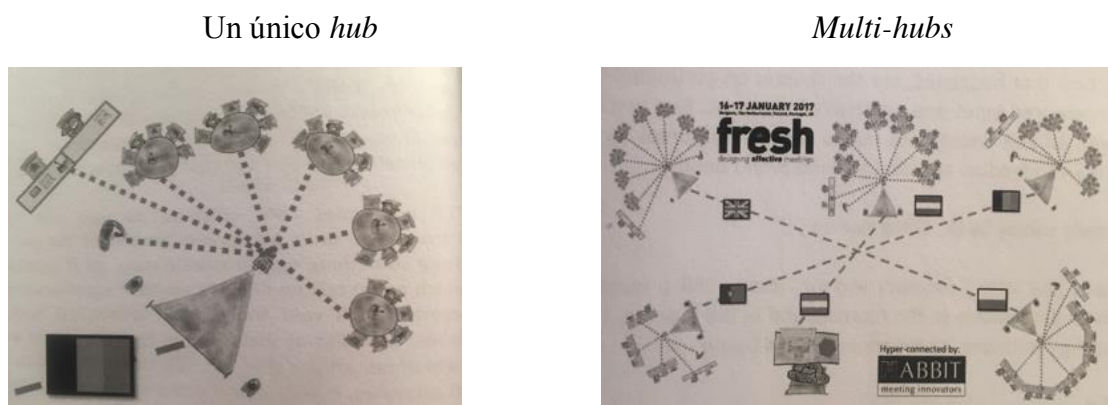 Un único hub
Multi-hubs
16-17 JANUARY 2017
fresh
designing effective meetings
Hyper-connected by:
ABBIT
meeting innovators